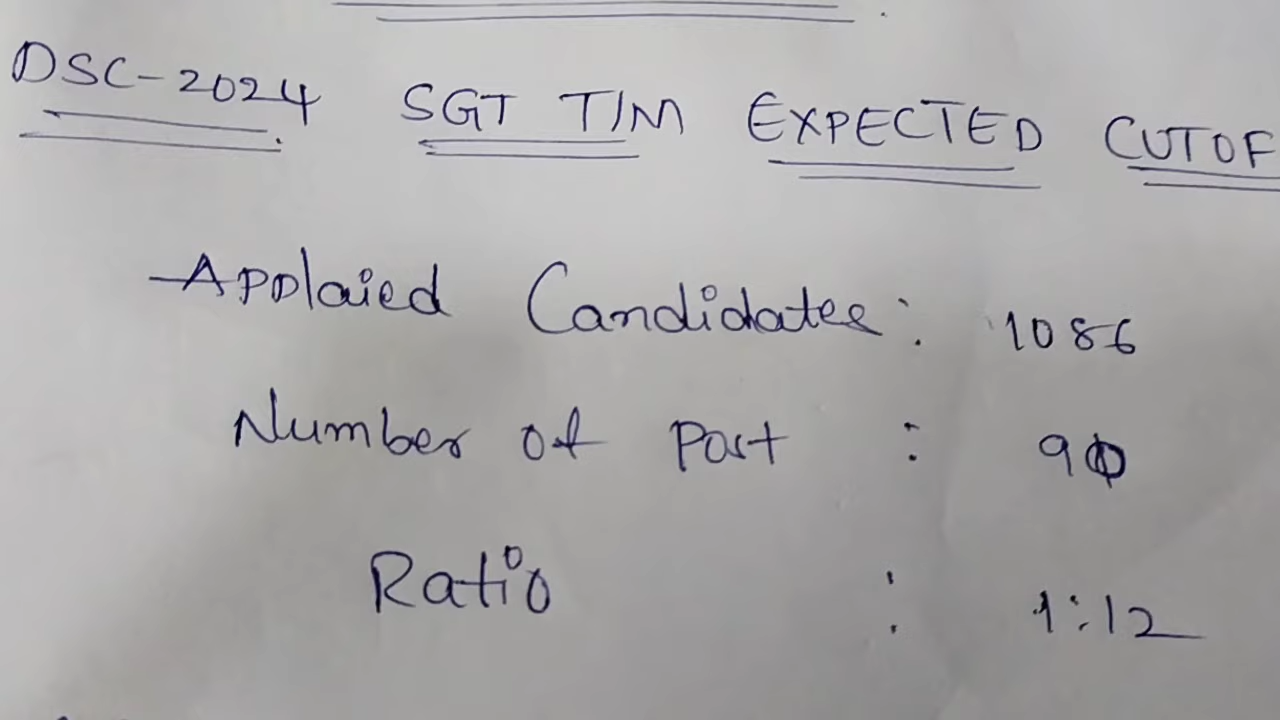 DSC-2024 SGT T/M EXPECTED CUTOF
Applaied Candidates: 1086
Number of Post : 90
Ratio : 1:12